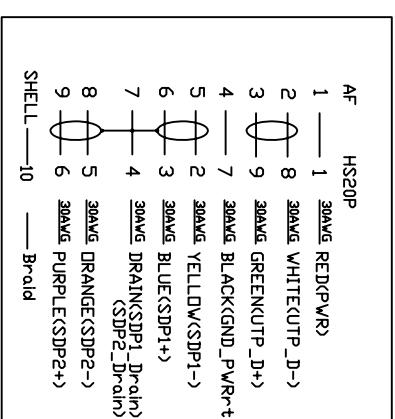 AF HS20P
1 1 30AWG RED(PWR)
2 8 30AWG WHITE(UTP_D-)
3 9 30AWG GREEN(UTP_D+)
4 7 30AWG BLACK(GND_PWRrt
5 2 30AWG YELLOW(SDP1-)
6 3 30AWG BLUE(SDP1+)
7 4 30AWG DRAIN(SDP1_Drain)
(SDP2_Drain)
8 5 30AWG ORANGE(SDP2-)
9 6 30AWG PURPLE(SDP2+)
SHELL 10 Braid